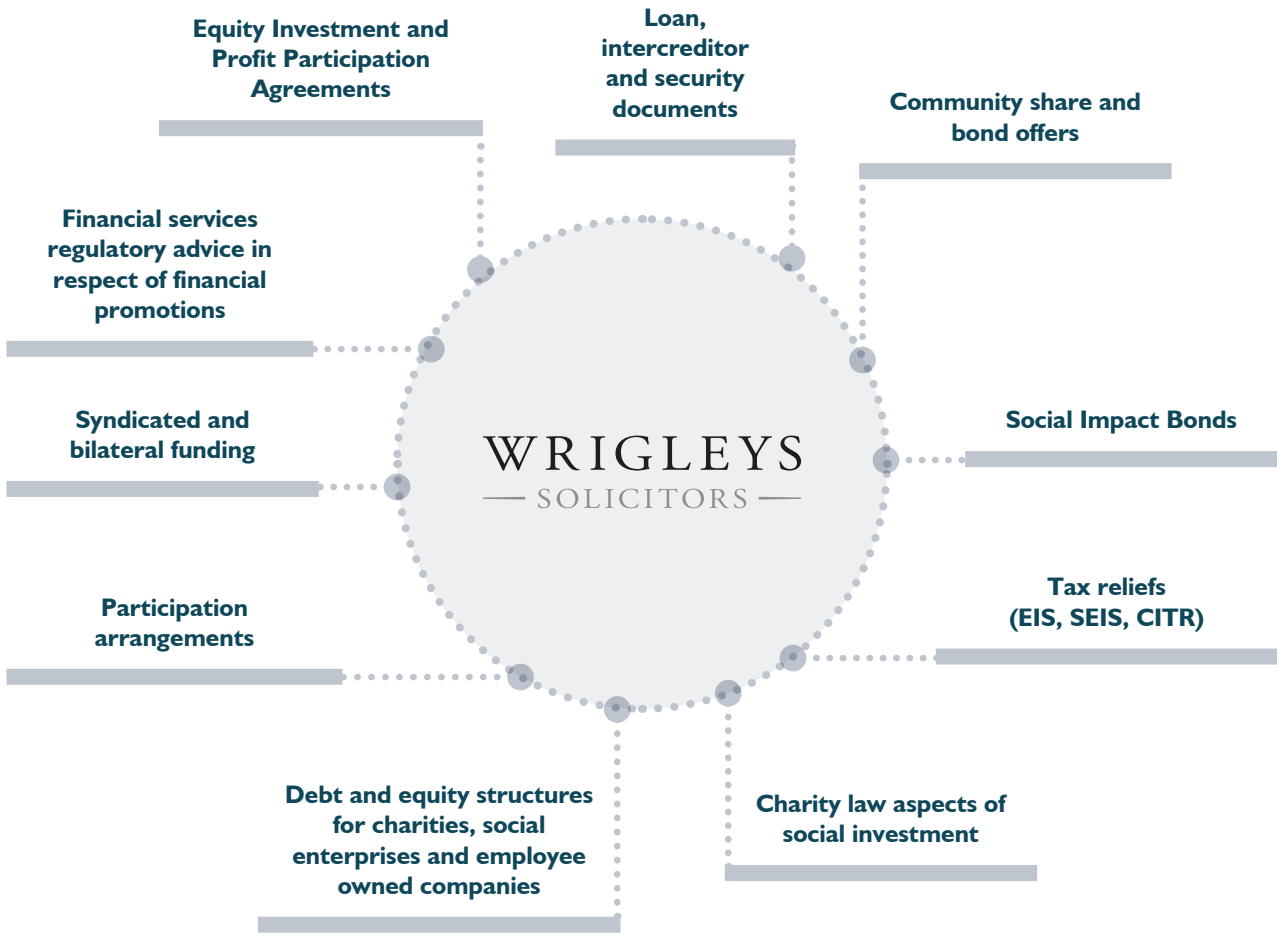 Equity Investment and
Profit Participation
Agreements
Loan,
intercreditor
and security
documents
Community share and
bond offers
Financial services
regulatory advice in
respect of financial
promotions
Syndicated and
bilateral funding
Social Impact Bonds
WRIGLEYS
SOLICITORS
Participation
arrangements
Tax reliefs
(EIS, SEIS, CITR)
Debt and equity structures
for charities, social
enterprises and employee
owned companies
Charity law aspects of
social investment